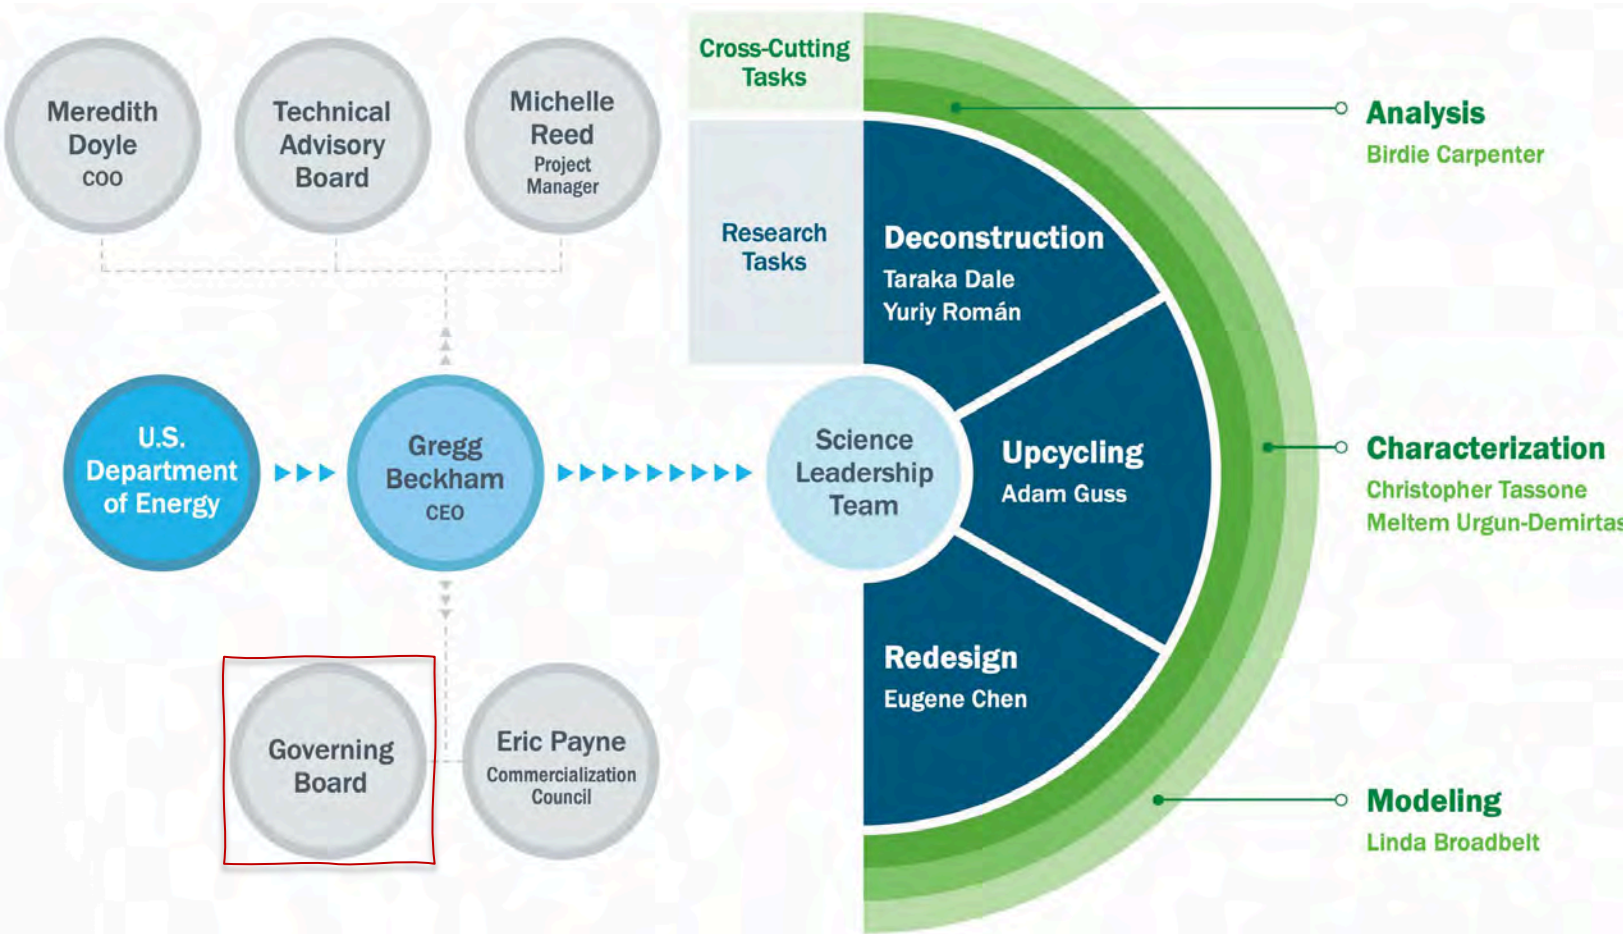 Meredith
Doyle
COO
Technical
Advisory
Board
Michelle
Reed
Project
Manager
Cross-Cutting
Tasks
Research
Tasks
Analysis
Birdie Carpenter
Deconstruction
Taraka Dale
Yuriy Román
U.S.
Department
of Energy
Gregg
Beckham
CEO
Science
Leadership
Team
Upcycling
Adam Guss
Characterization
Christopher Tassone
Meltem Urgun-Demirtas
Redesign
Eugene Chen
Governing
Board
Eric Payne
Commercialization
Council
Modeling
Linda Broadbelt